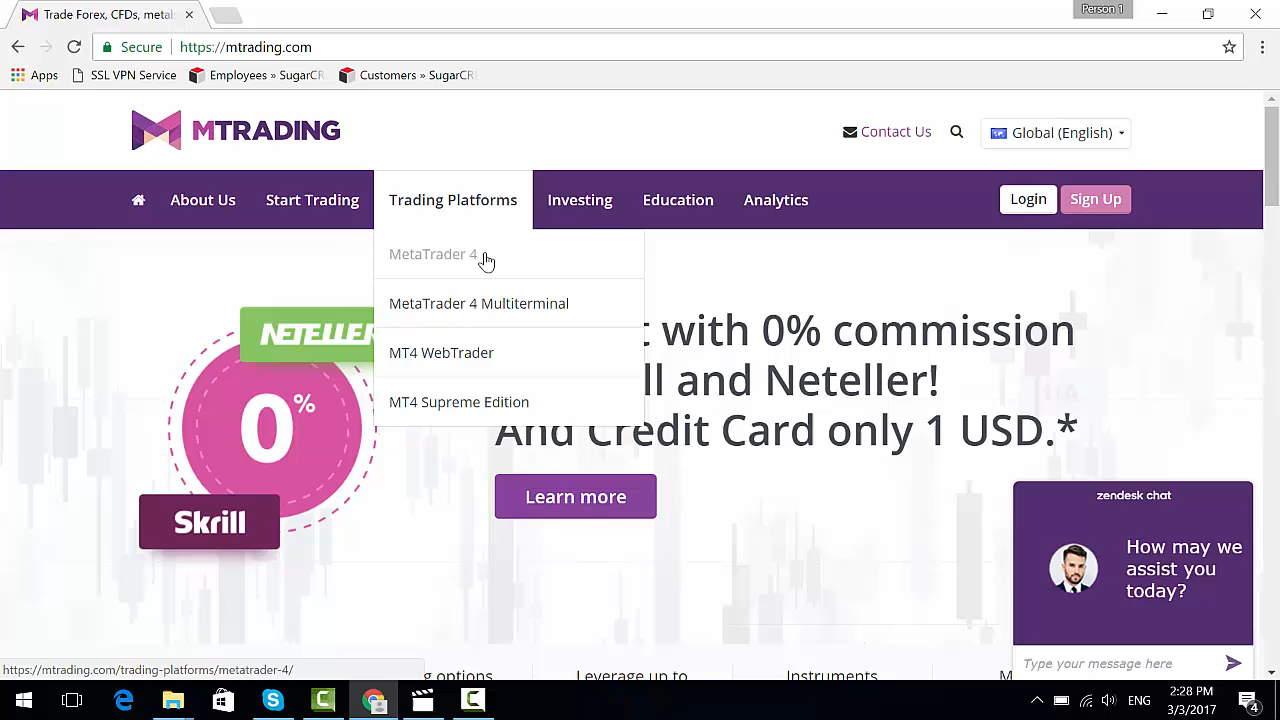 Trade Forex, CFDs, metals
Person 1
Secure
https://mtrading.com
Apps
SSL VPN Service
Employees » SugarCR
Customers » SugarCR
MTRADING
Contact Us
Global (English)
About Us
Start Trading
Trading Platforms
Investing
Education
Analytics
Login
Sign Up
MetaTrader 4
MetaTrader 4 Multiterminal
MT4 WebTrader
MT4 Supreme Edition
NETELLER
0%
Skrill
with 0% commission
ll and Neteller!
And Credit Card only 1 USD.*
Learn more
zendesk chat
How may we
assist you
today?
Type your message here
https://mtrading.com/trading-platforms/metatrader-4/
g options
Leverage up to
Instruments
ENG
2:28 PM
3/3/2017
4